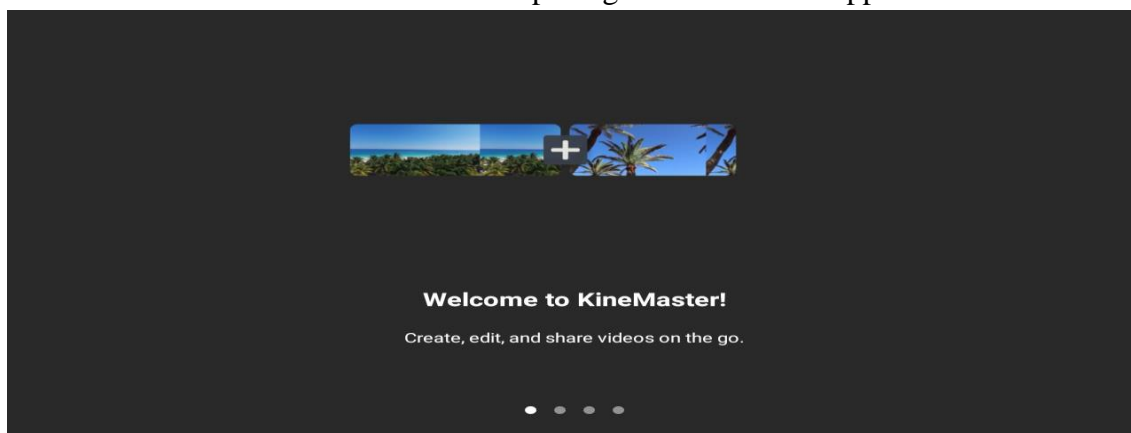 Welcome to KineMaster!
Create, edit, and share videos on the go.